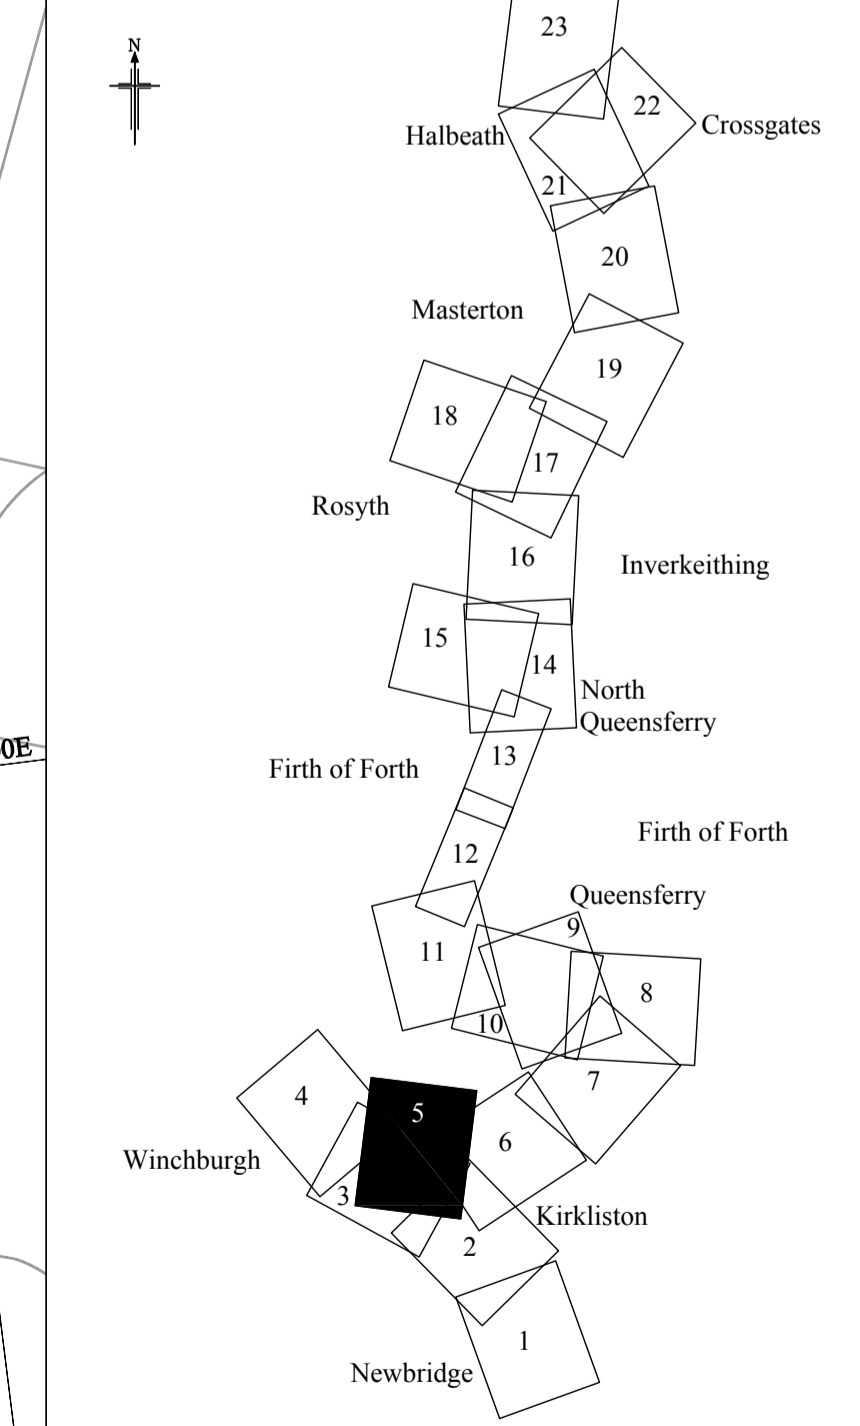 23
N
22
Crossgates
Halbeath
21
20
Masterton
19
18
17
Rosyth
16
Inverkeithing
15
14
North
Queensferry
0E
13
Firth of Forth
Firth of Forth
12
Queensferry
9
11
8
10
7
4
5
6
Winchburgh
3
Kirkliston
2
1
Newbridge